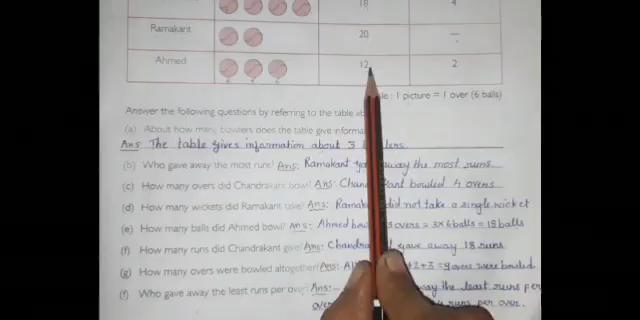 18 4
Ramakant 20 —
Ahmed 12 2
le : 1 picture = 1 over (6 balls)
Answer the following questions by referring to the table
(a) About how many bowlers does the table give
Ans: The table gives information about 3
(b) Who gave away the most runs? Ans: Ramakant away the most runs.
(c) How many overs did Chandrakant bowl? Ans: bowled 4 overs.
(d) How many wickets did Ramakant take? Ans: did not take a single wicket
(e) How many balls did Ahmed bowl? Ans: Ahmed overs = 3×6 balls = 18 balls
(f) How many runs did Chandrakant give? Ans: gave away 18 runs
(g) How many overs were bowled altogether? Ans: +2+3 = 9 overs were bowled
(f) Who gave away the least runs per over? Ans:- the least runs per
runs per over.